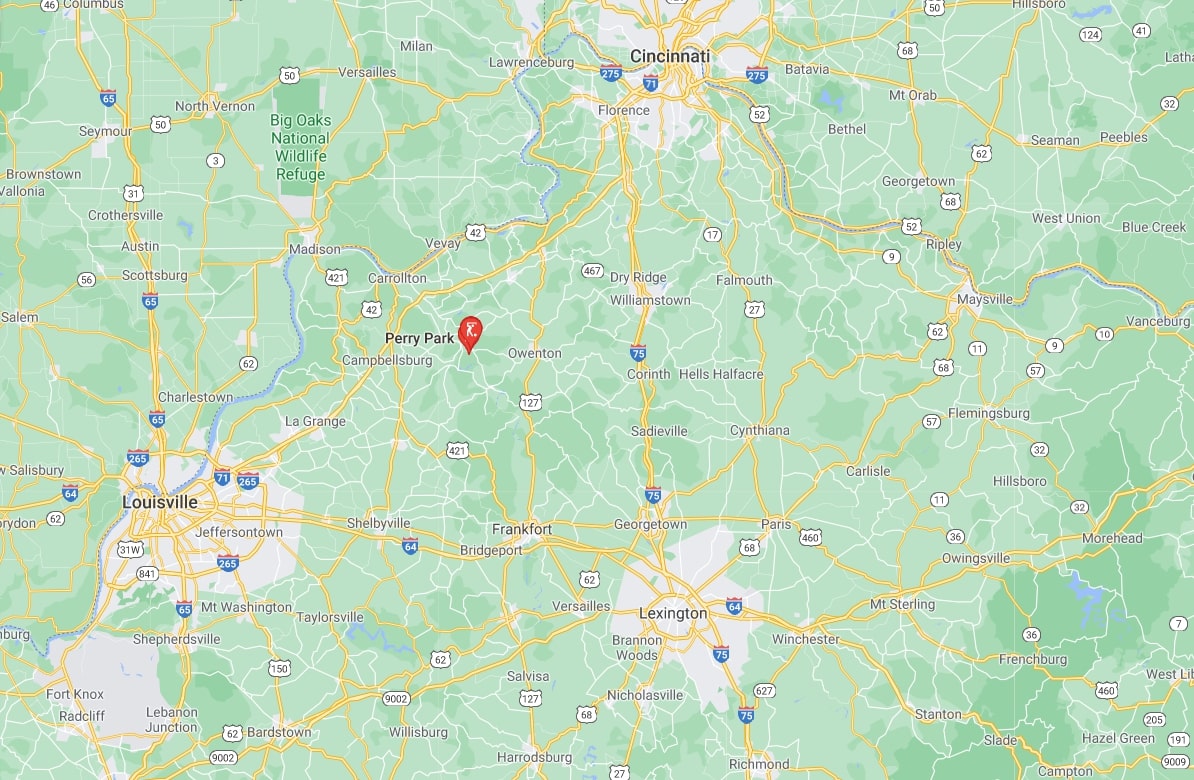 46
Columbus
Milan
Lawrenceburg
Cincinnati
50
Hillsboro
41
124
68
50
Versailles
275
71
275
Batavia
65
North Vernon
Florence
52
Mt Orab
32
Seymour
50
Big Oaks
National
Wildlife
Refuge
Bethel
Seaman
Peebles
3
62
Brownstown
Vallonia
31
Georgetown
68
Crothersville
West Union
Blue Creek
Austin
Madison
Vevay
42
17
52
Ripley
9
56
Scottsburg
421
Carrollton
467
Dry Ridge
Falmouth
65
Williamstown
Maysville
Salem
42
27
Vanceburg
Perry Park
62
10
Campbellsburg
Owenton
75
11
9
62
Corinth
Hells Halfacre
68
57
Charlestown
127
65
La Grange
Sadieville
Cynthiana
57
Flemingsburg
265
421
32
Salisbury
71
265
Carlisle
Hillsboro
64
75
11
32
Louisville
62
Shelbyville
Frankfort
Georgetown
Paris
Jeffersontown
64
Bridgeport
68
460
36
Morehead
31W
265
Owingsville
841
62
65
Mt Washington
Taylorsville
Versailles
Lexington
64
Mt Sterling
Shepherdsville
Brannon
Woods
Winchester
36
7
150
62
75
Frenchburg
Salvisa
Fort Knox
9002
127
Nicholasville
627
460
Radcliff
Lebanon
Junction
68
75
Stanton
205
62
Bardstown
Willisburg
Slade
Hazel Green
191
9002
Harrodsburg
27
Richmond
Campton
9009